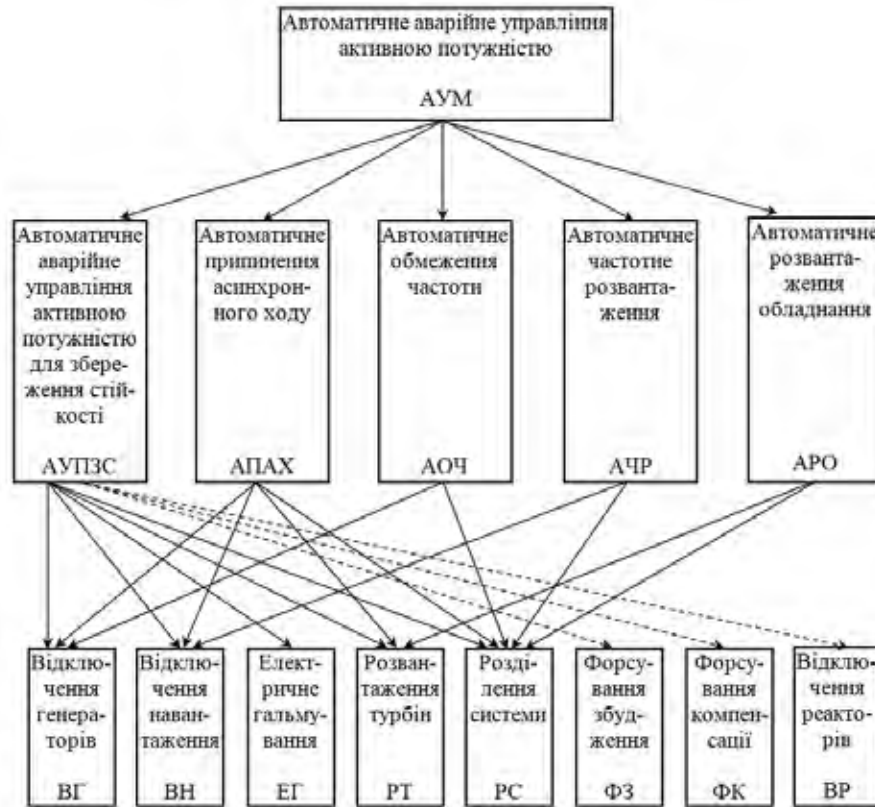 Автоматичне аварійне управління
активною потужністю
АУМ
Автоматичне
аварійне
управління
активною
потужністю
для збере-
ження стій-
кості
АУПЗС
Автоматичне
припинення
асинхрон-
ного ходу
АПАХ
Автоматичне
обмеження
частоти
АОЧ
Автоматичне
частотне
розванта-
ження
АЧР
Автоматичне
розванта-
ження
обладнання
АРО
Відклю-
чення
генера-
торів
ВГ
Відклю-
чення
наван-
таження
ВН
Елект-
ричне
гальму-
вання
ЕГ
Розван-
таження
турбін
РТ
Розді-
лення
системи
РС
Форсу-
вання
збуд-
ження
ФЗ
Форсу-
вання
компен-
сації
ФК
Відклю-
чення
реакто-
рів
ВР